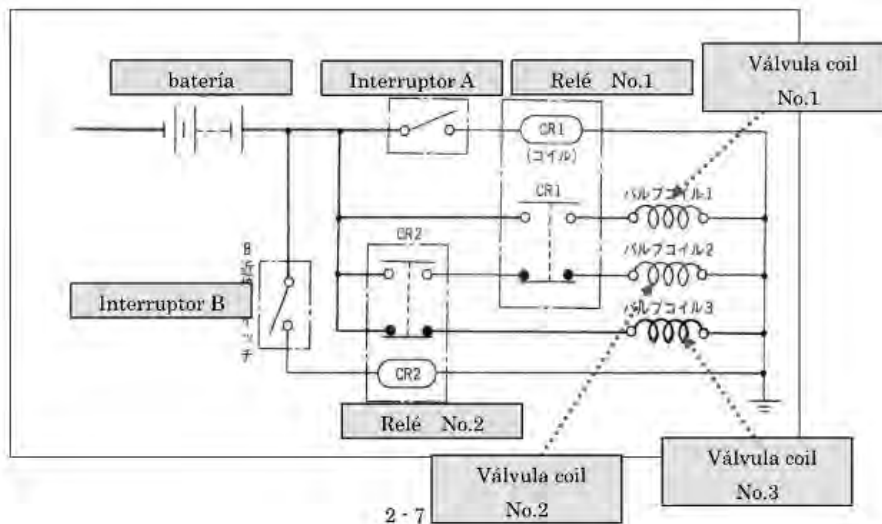 batería
Interruptor A
Relé No.1
Válvula coil
No.1
CR1
(コイル)
CR1
バルブコイル1
CR2
バルブコイル2
Interruptor B
バルブコイル3
CR2
Relé No.2
Válvula coil
No.2
Válvula coil
No.3
2 - 7